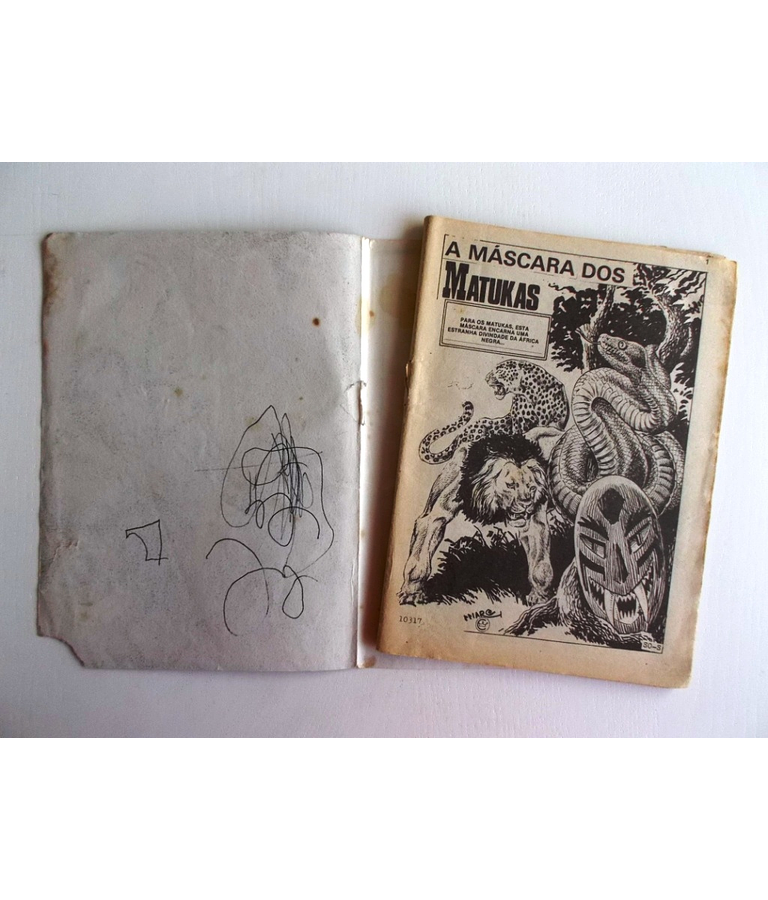 A MÁSCARA DOS
MATUKAS
PARA OS MATUKAS, ESTA
MÁSCARA ENCARNA UMA
ESTRANHA DIVINDADE DA ÁFRICA
NEGRA...
10317